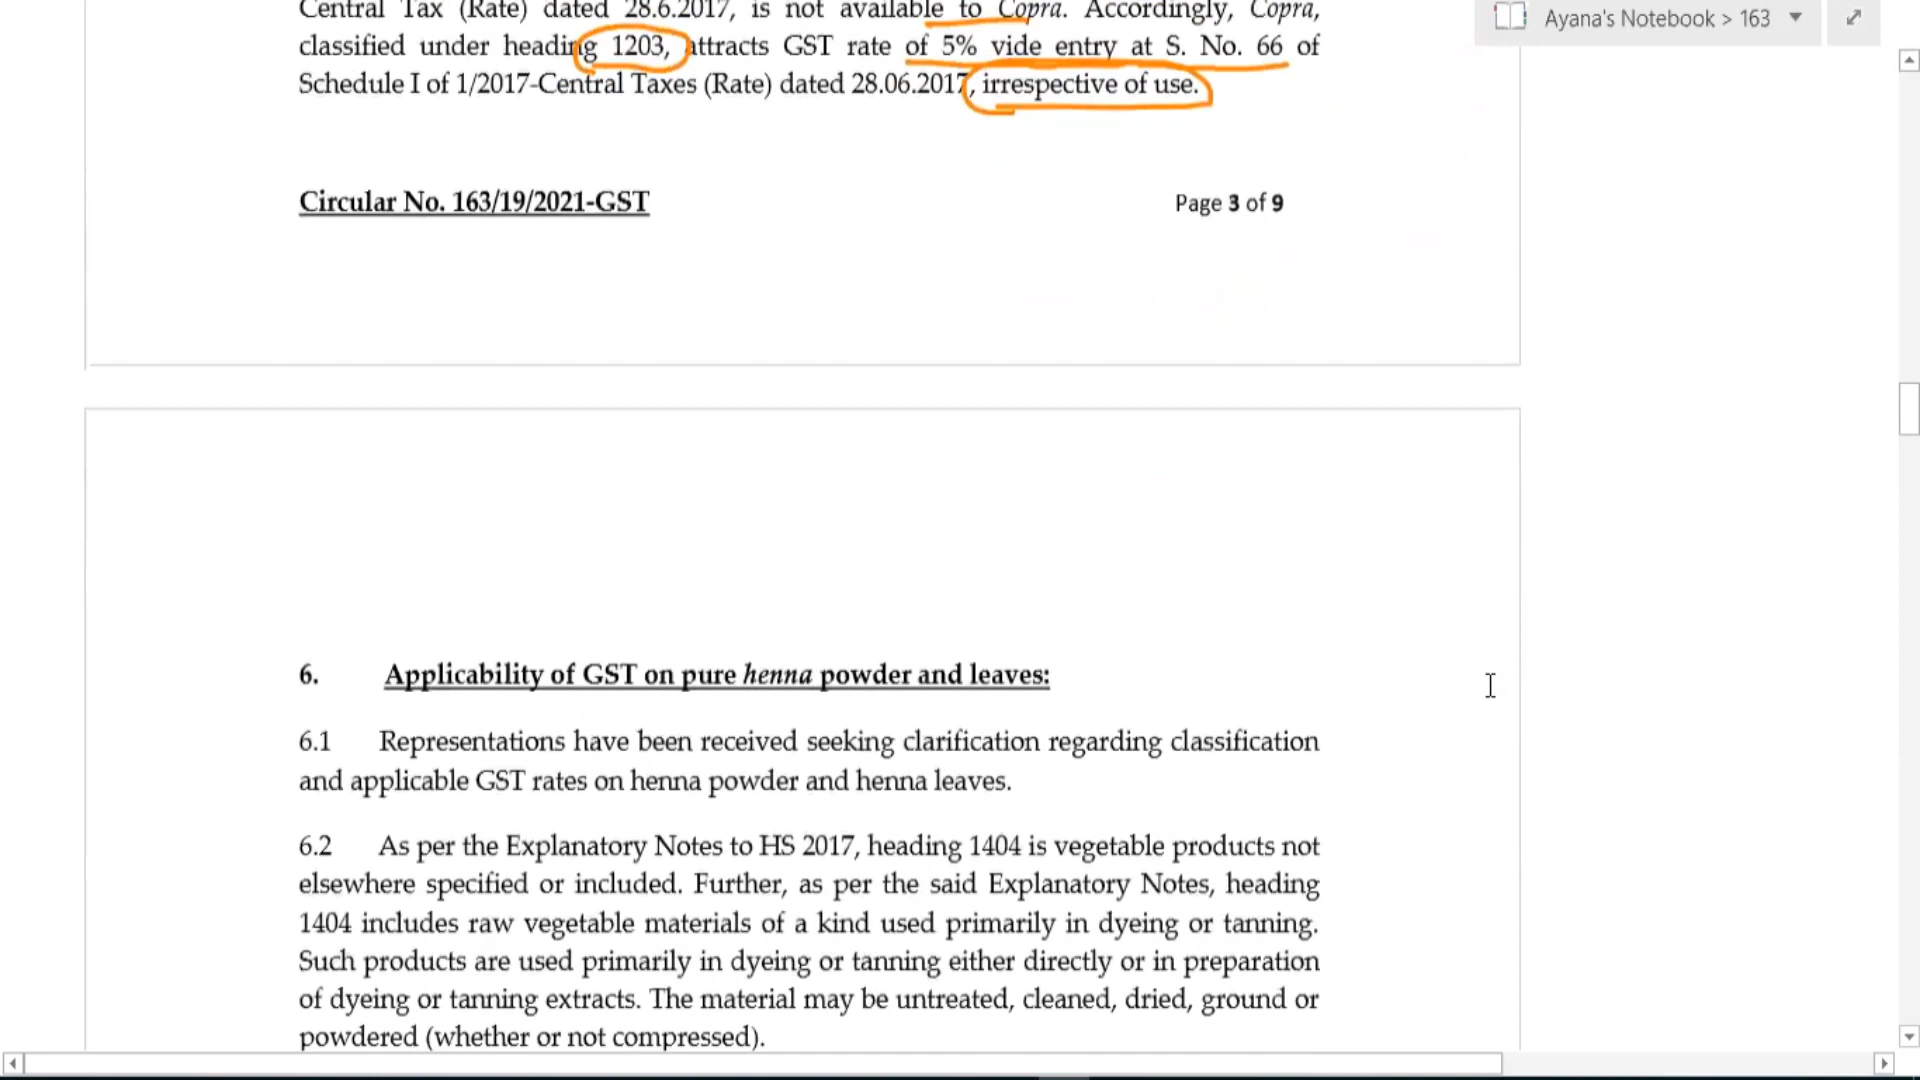 Ayana's Notebook > 163
Central Tax (Rate) dated 28.6.2017, is not available to Copra. Accordingly, Copra,
classified under heading 1203, attracts GST rate of 5% vide entry at S. No. 66 of
Schedule I of 1/2017-Central Taxes (Rate) dated 28.06.2017, irrespective of use.
Circular No. 163/19/2021-GST
Page 3 of 9
6. Applicability of GST on pure henna powder and leaves:
6.1 Representations have been received seeking clarification regarding classification
and applicable GST rates on henna powder and henna leaves.
6.2 As per the Explanatory Notes to HS 2017, heading 1404 is vegetable products not
elsewhere specified or included. Further, as per the said Explanatory Notes, heading
1404 includes raw vegetable materials of a kind used primarily in dyeing or tanning.
Such products are used primarily in dyeing or tanning either directly or in preparation
of dyeing or tanning extracts. The material may be untreated, cleaned, dried, ground or
powdered (whether or not compressed).